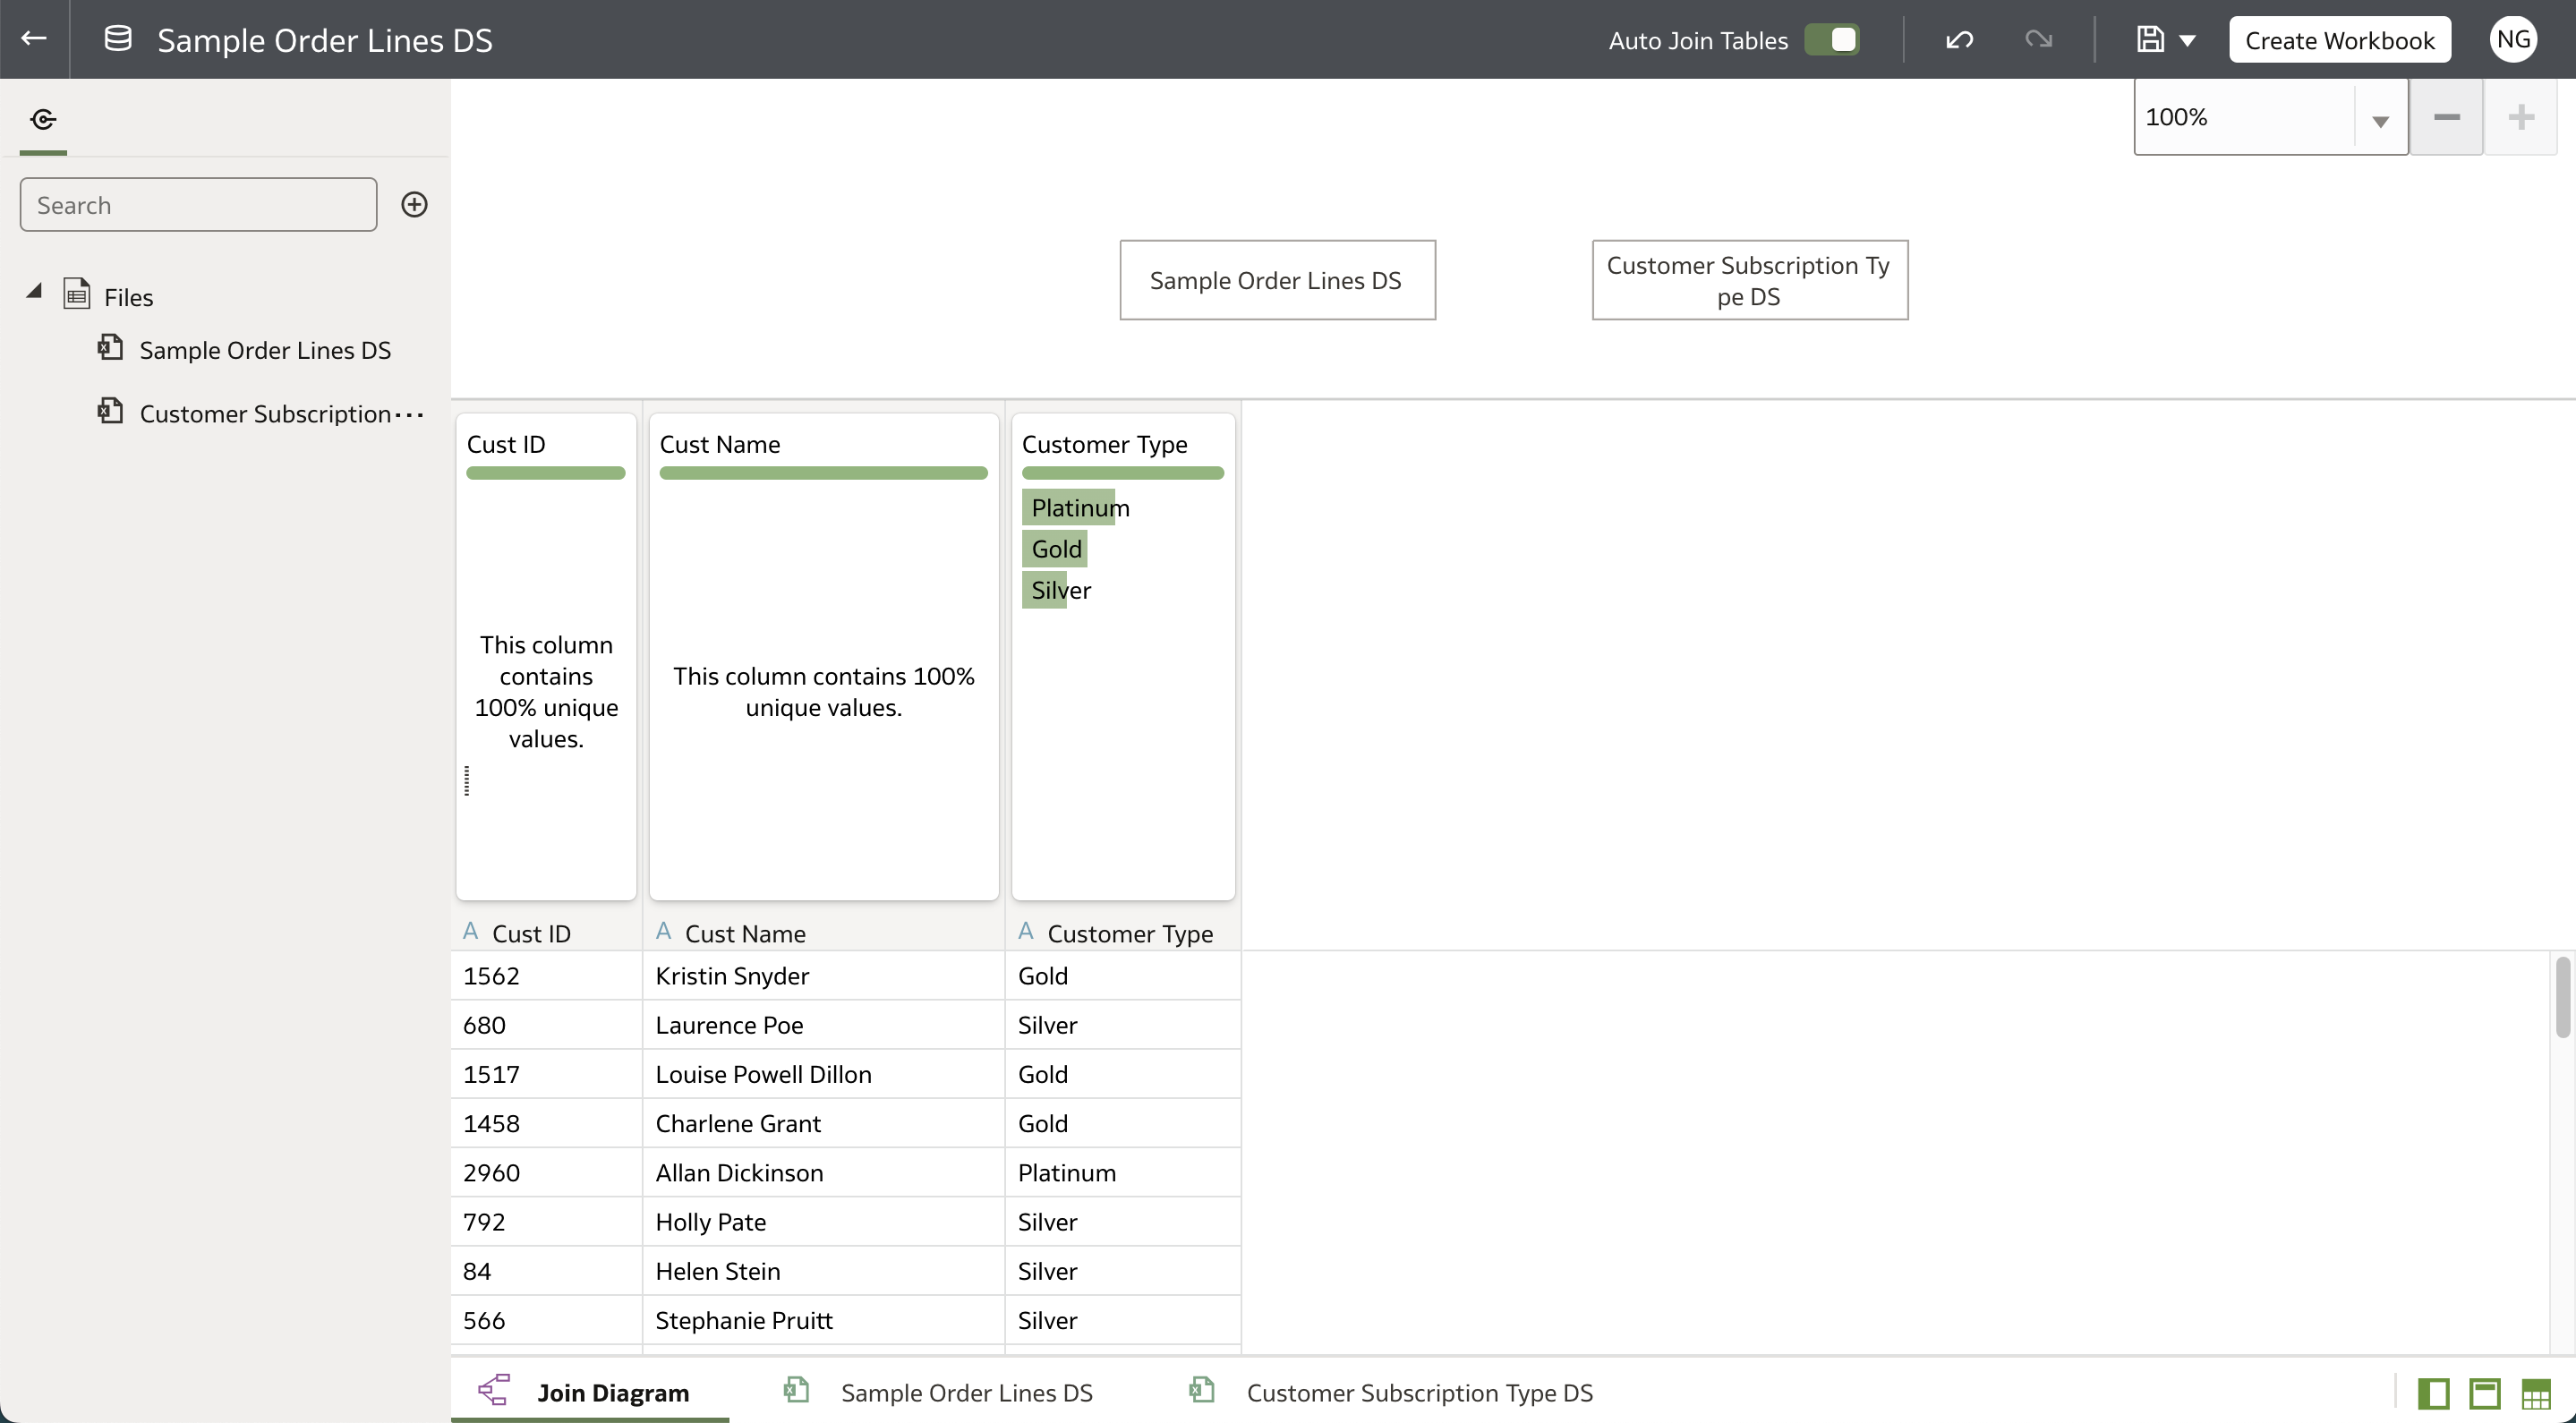 Sample Order Lines DS
Auto Join Tables
Create Workbook
NG
100%
Search
Files
Sample Order Lines DS
Customer Subscription...
Sample Order Lines DS
Customer Subscription Ty
pe DS
Cust ID
Cust Name
Customer Type
This column
contains
100% unique
values.
This column contains 100%
unique values.
Platinum
Gold
Silver
A Cust ID
A Cust Name
A Customer Type
1562 Kristin Snyder Gold
680 Laurence Poe Silver
1517 Louise Powell Dillon Gold
1458 Charlene Grant Gold
2960 Allan Dickinson Platinum
792 Holly Pate Silver
84 Helen Stein Silver
566 Stephanie Pruitt Silver
Join Diagram
Sample Order Lines DS
Customer Subscription Type DS